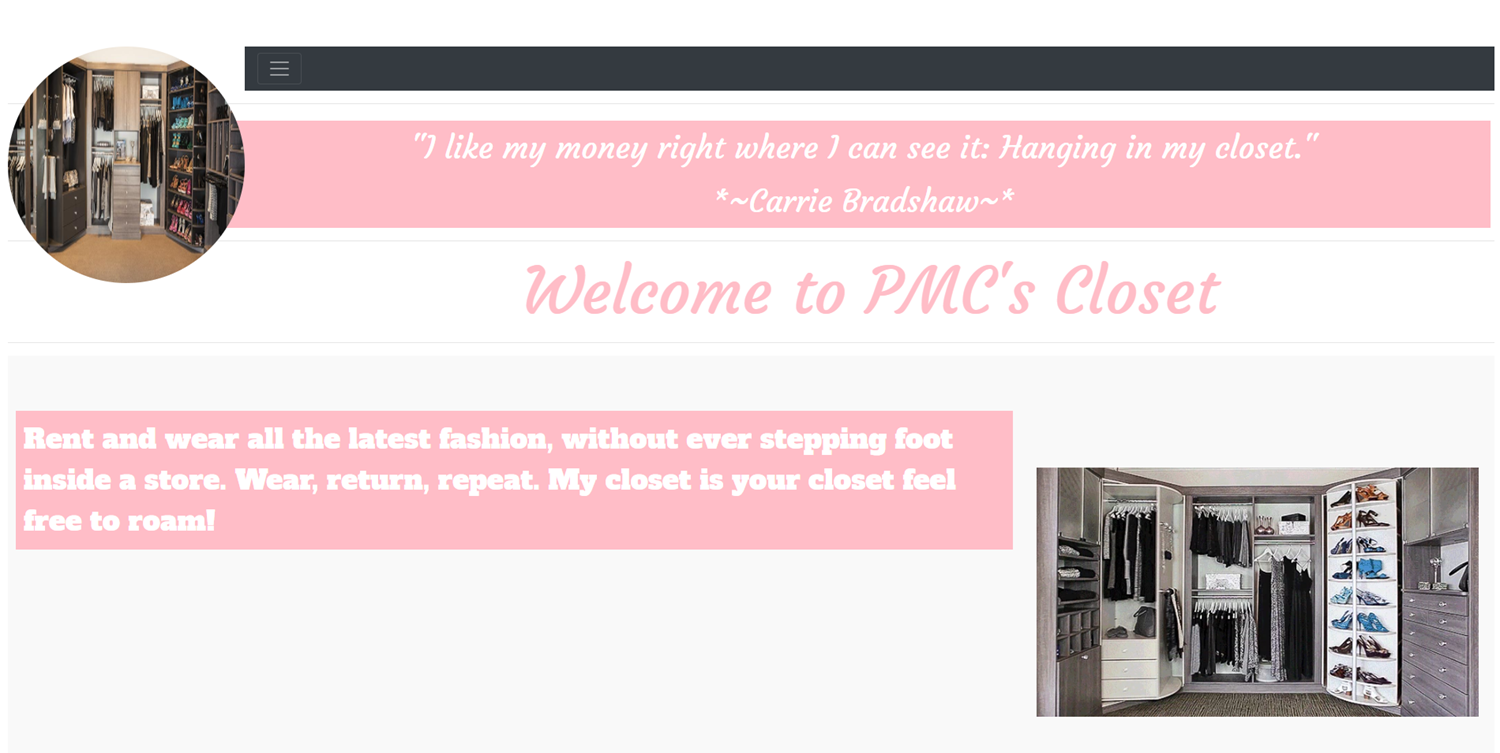 "I like my money right where I can see it: Hanging in my closet."
*~Carrie Bradshaw~*
Welcome to PMC's Closet
Rent and wear all the latest fashion, without ever stepping foot
inside a store. Wear, return, repeat. My closet is your closet feel
free to roam!